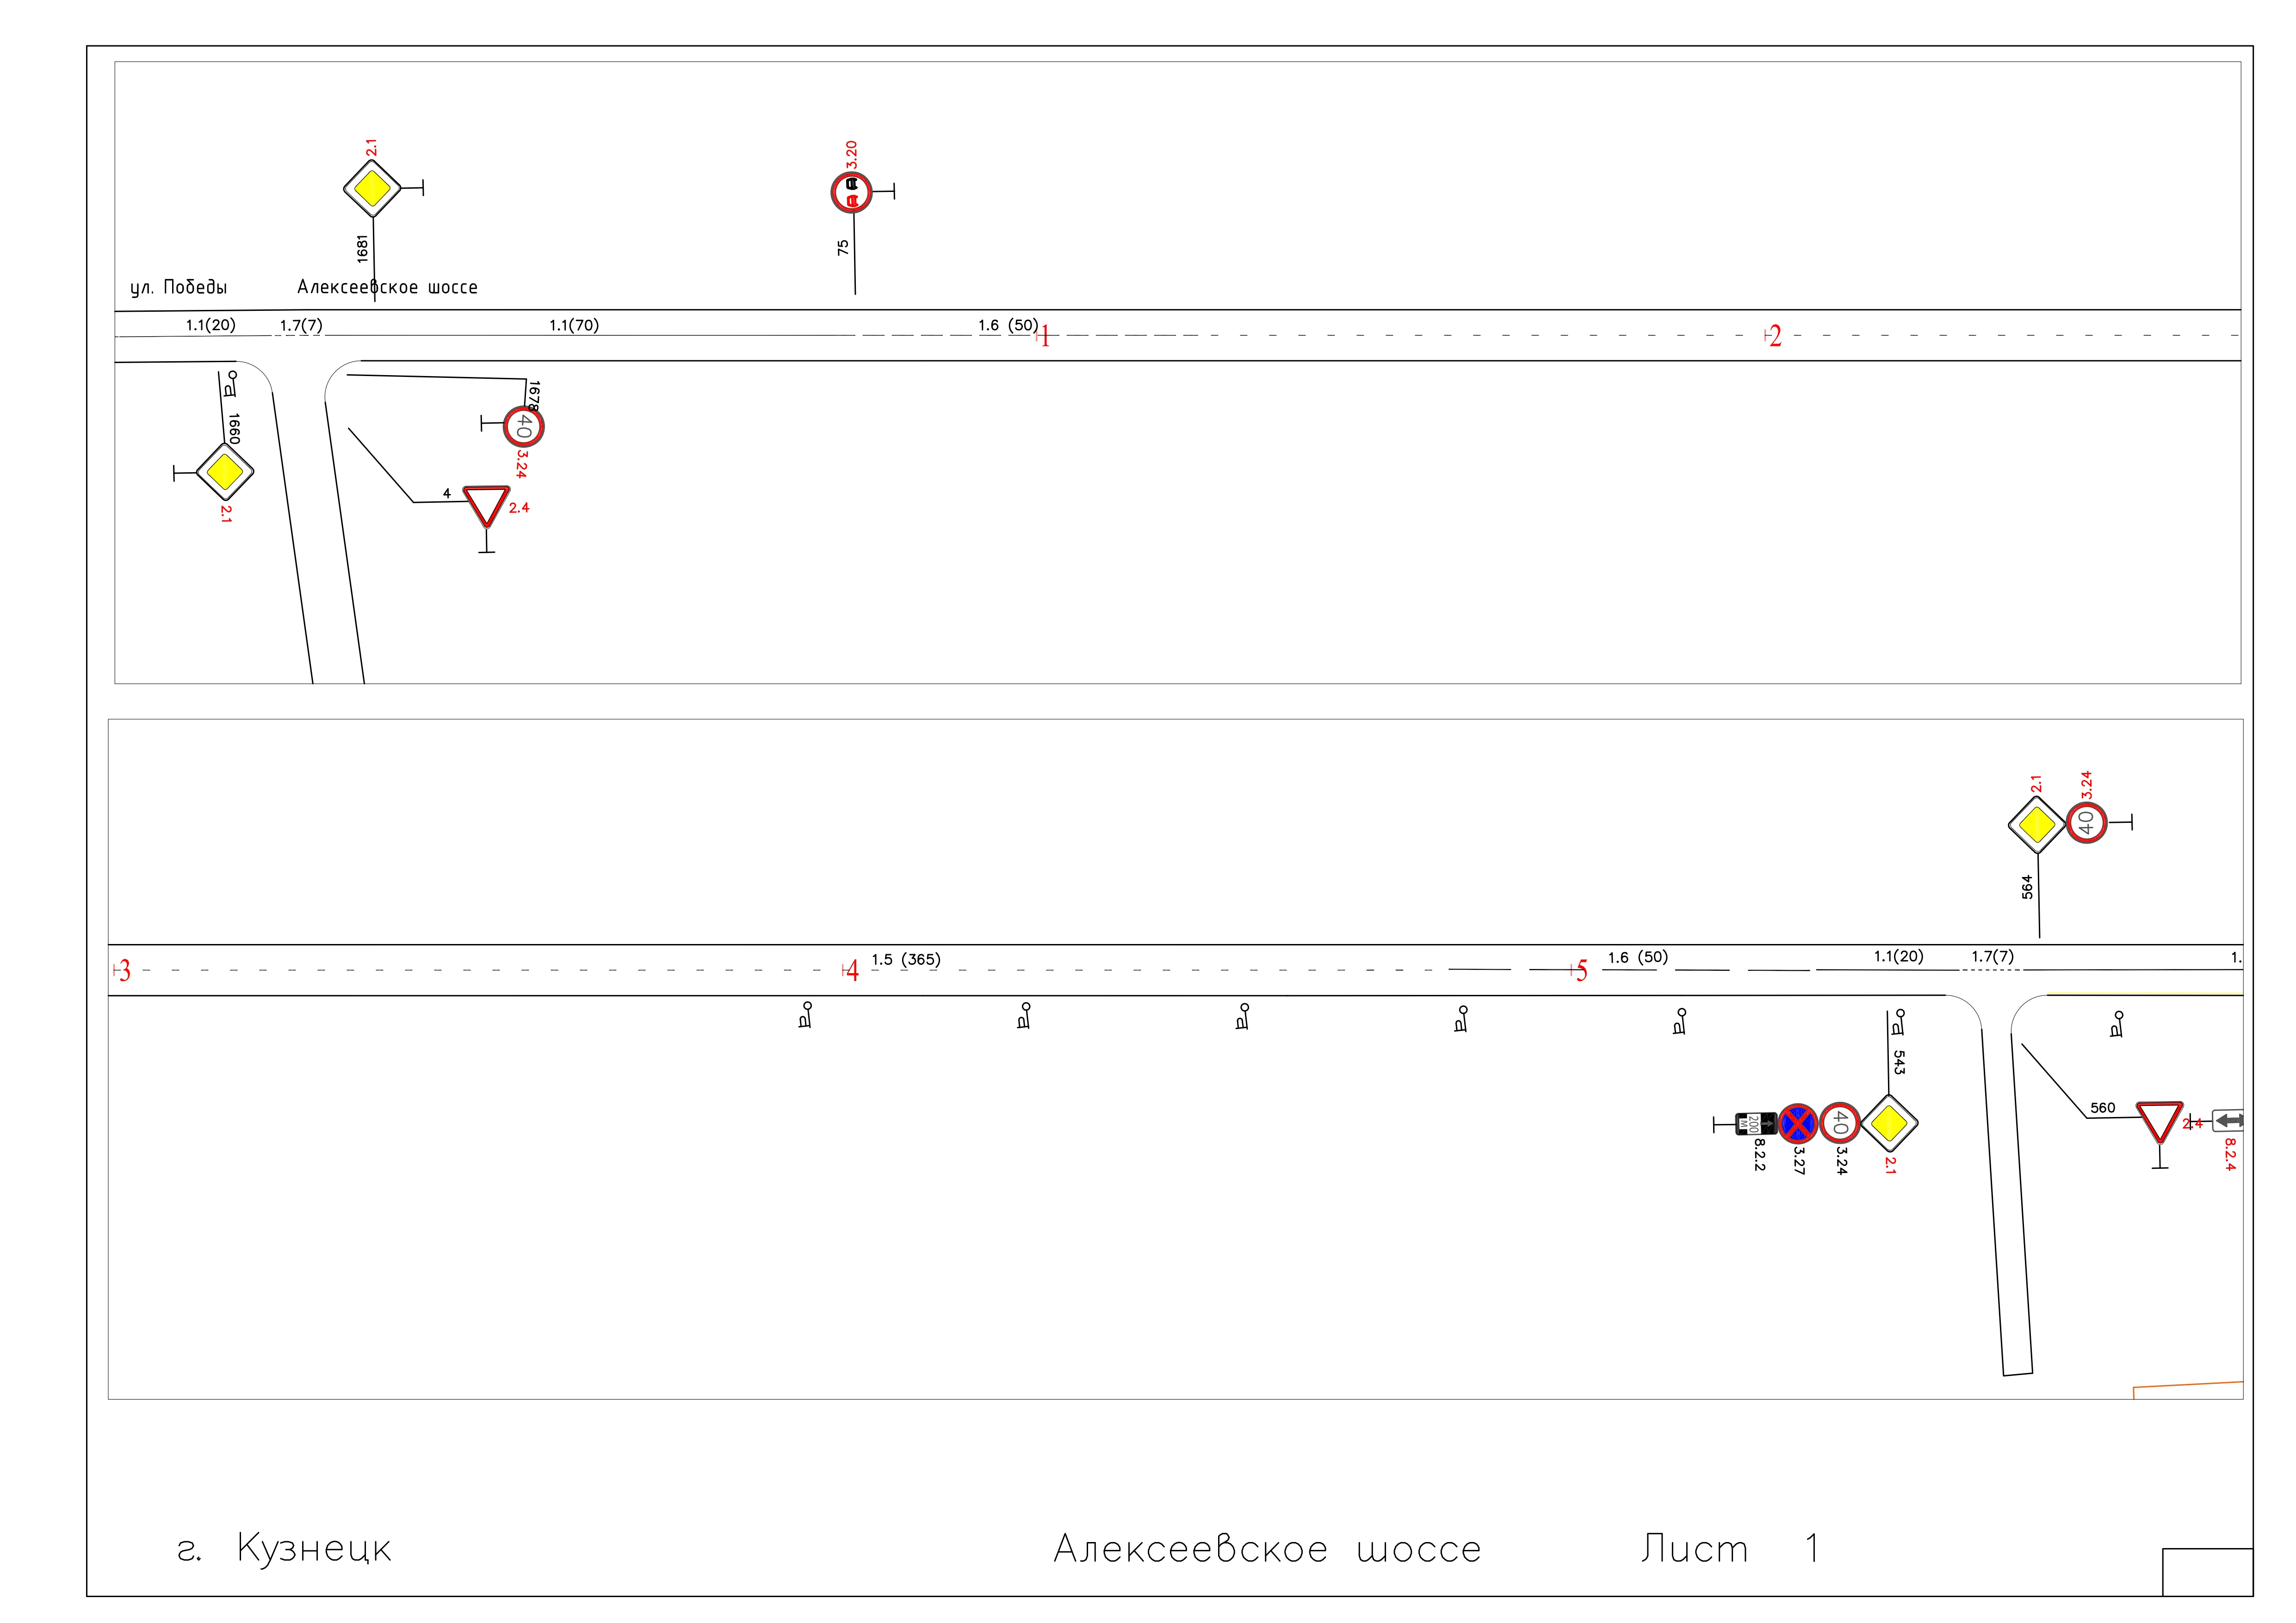 2.1
3.20
1681
75
ул. Победы Алексеевское шоссе
1.1(20) 1.7(7) 1.1(70) 1.6 (50) 1 2
1660
1678
40
3.24
2.1
4
2.4
2.1 3.24
40
564
3 4 1.5 (365) 5 1.6 (50) 1.1(20) 1.7(7) 1.
543
560
200 м 40
2.4
8.2.2 3.27 3.24 2.1 8.2.4
г. Кузнецк Алексеевское шоссе Лист 1